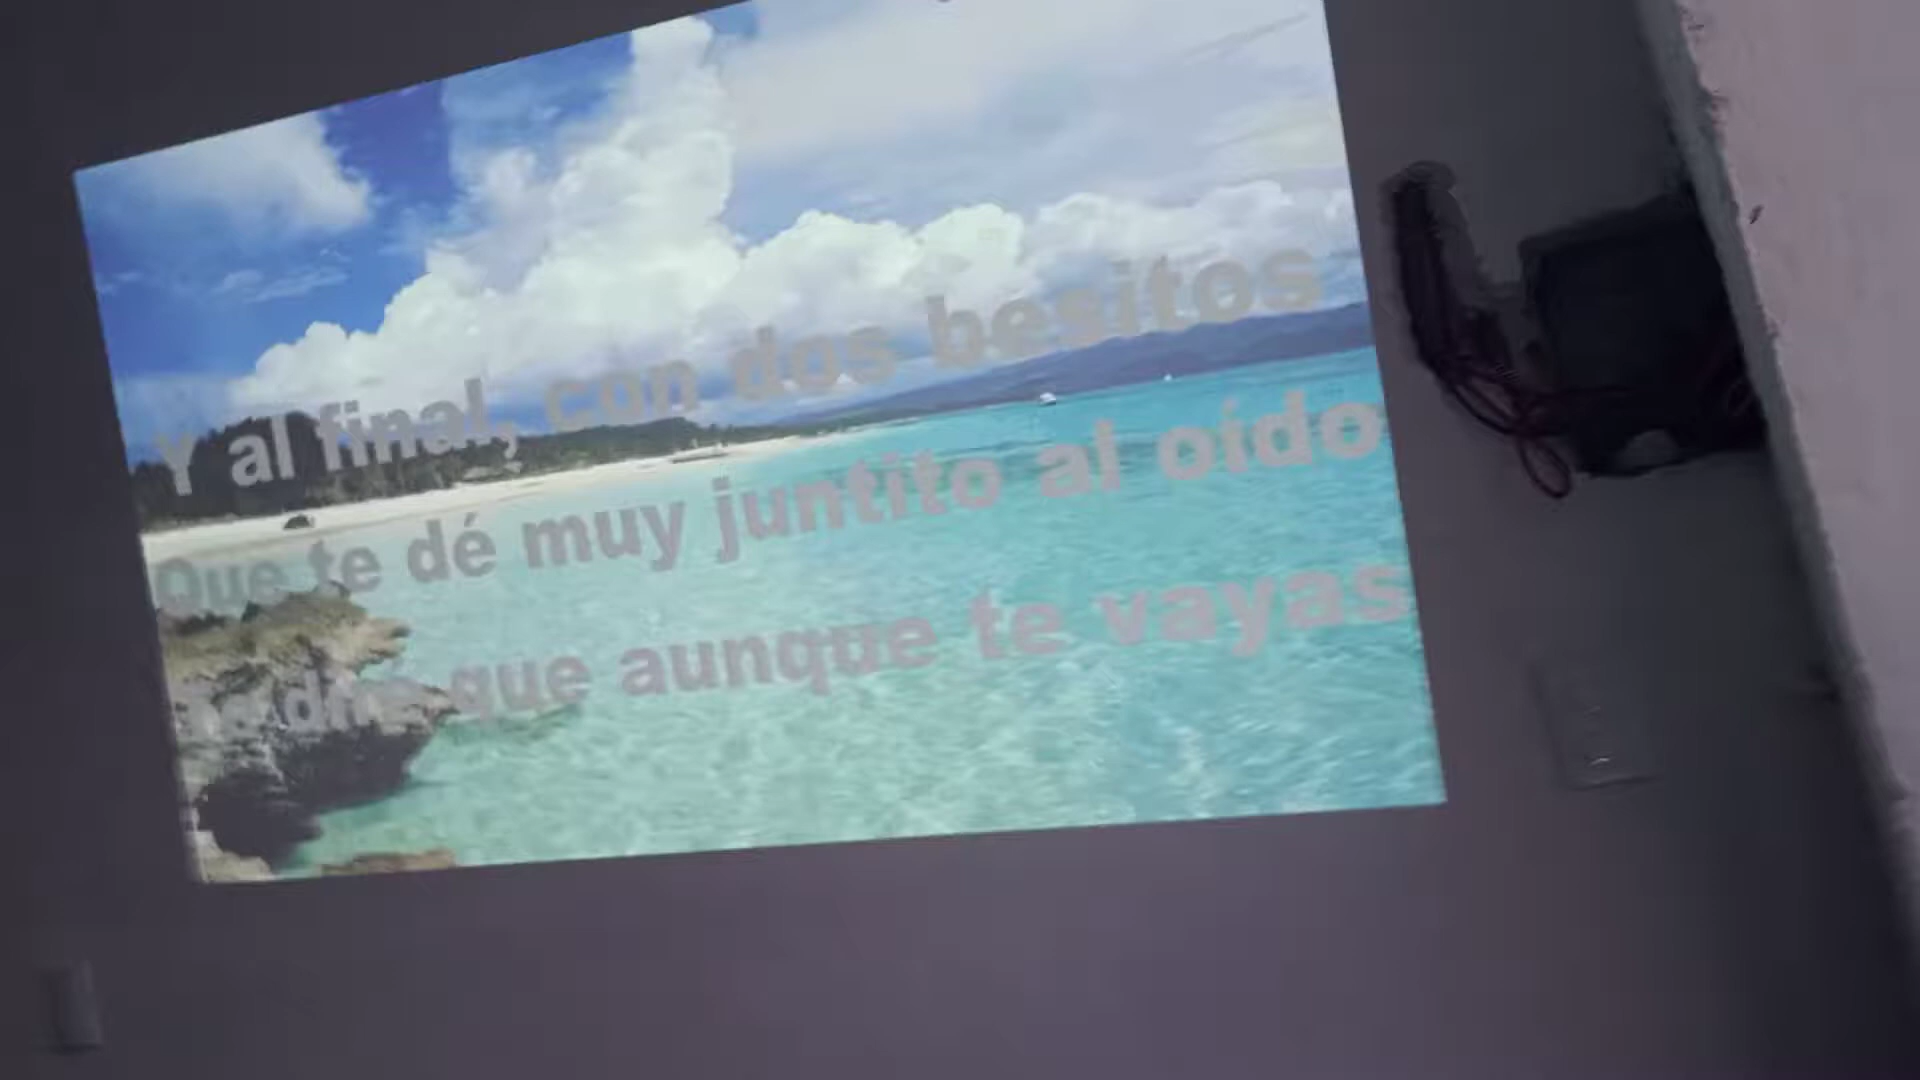 Y al final, con dos besitos
Que te dé muy juntito al oído
que aunque te vayas